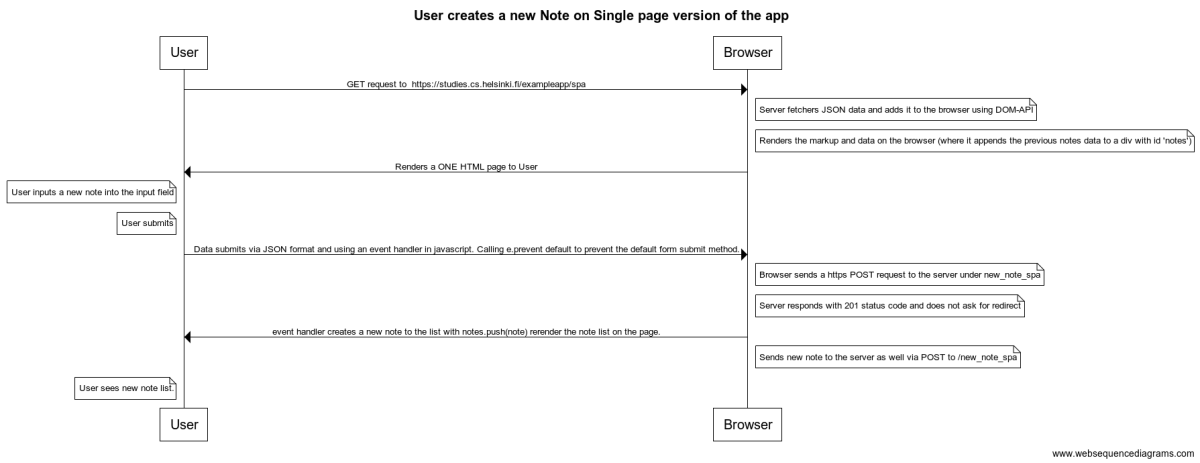 User creates a new Note on Single page version of the app
User
Browser
GET request to https://studies.cs.helsinki.fi/exampleapp/spa
Server fetchers JSON data and adds it to the browser using DOM-API
Renders the markup and data on the browser (where it appends the previous notes data to a div with id 'notes')
Renders a ONE HTML page to User
User inputs a new note into the input field
User submits
Data submits via JSON format and using an event handler in javascript. Calling e.prevent default to prevent the default form submit method.
Browser sends a https POST request to the server under new_note_spa
Server responds with 201 status code and does not ask for redirect
event handler creates a new note to the list with notes.push(note) rerender the note list on the page.
Sends new note to the server as well via POST to /new_note_spa
User sees new note list.
User
Browser
www.websequencediagrams.com